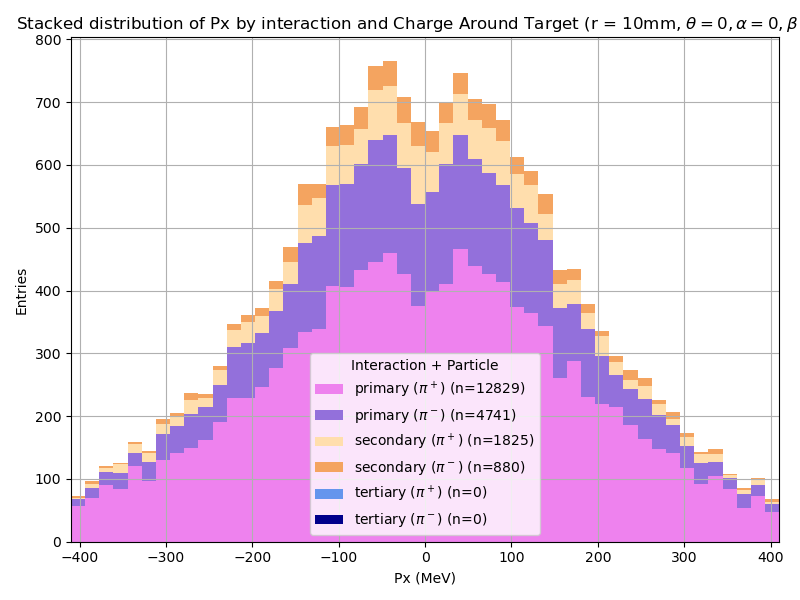 Stacked distribution of Px by interaction and Charge Around Target (r = 10mm, θ = 0, α = 0, β
800
700
600
500
400
300
200
100
0
Entries
Interaction + Particle
primary (π⁺) (n=12829)
primary (π⁻) (n=4741)
secondary (π⁺) (n=1825)
secondary (π⁻) (n=880)
tertiary (π⁺) (n=0)
tertiary (π⁻) (n=0)
−400 −300 −200 −100 0 100 200 300 400
Px (MeV)